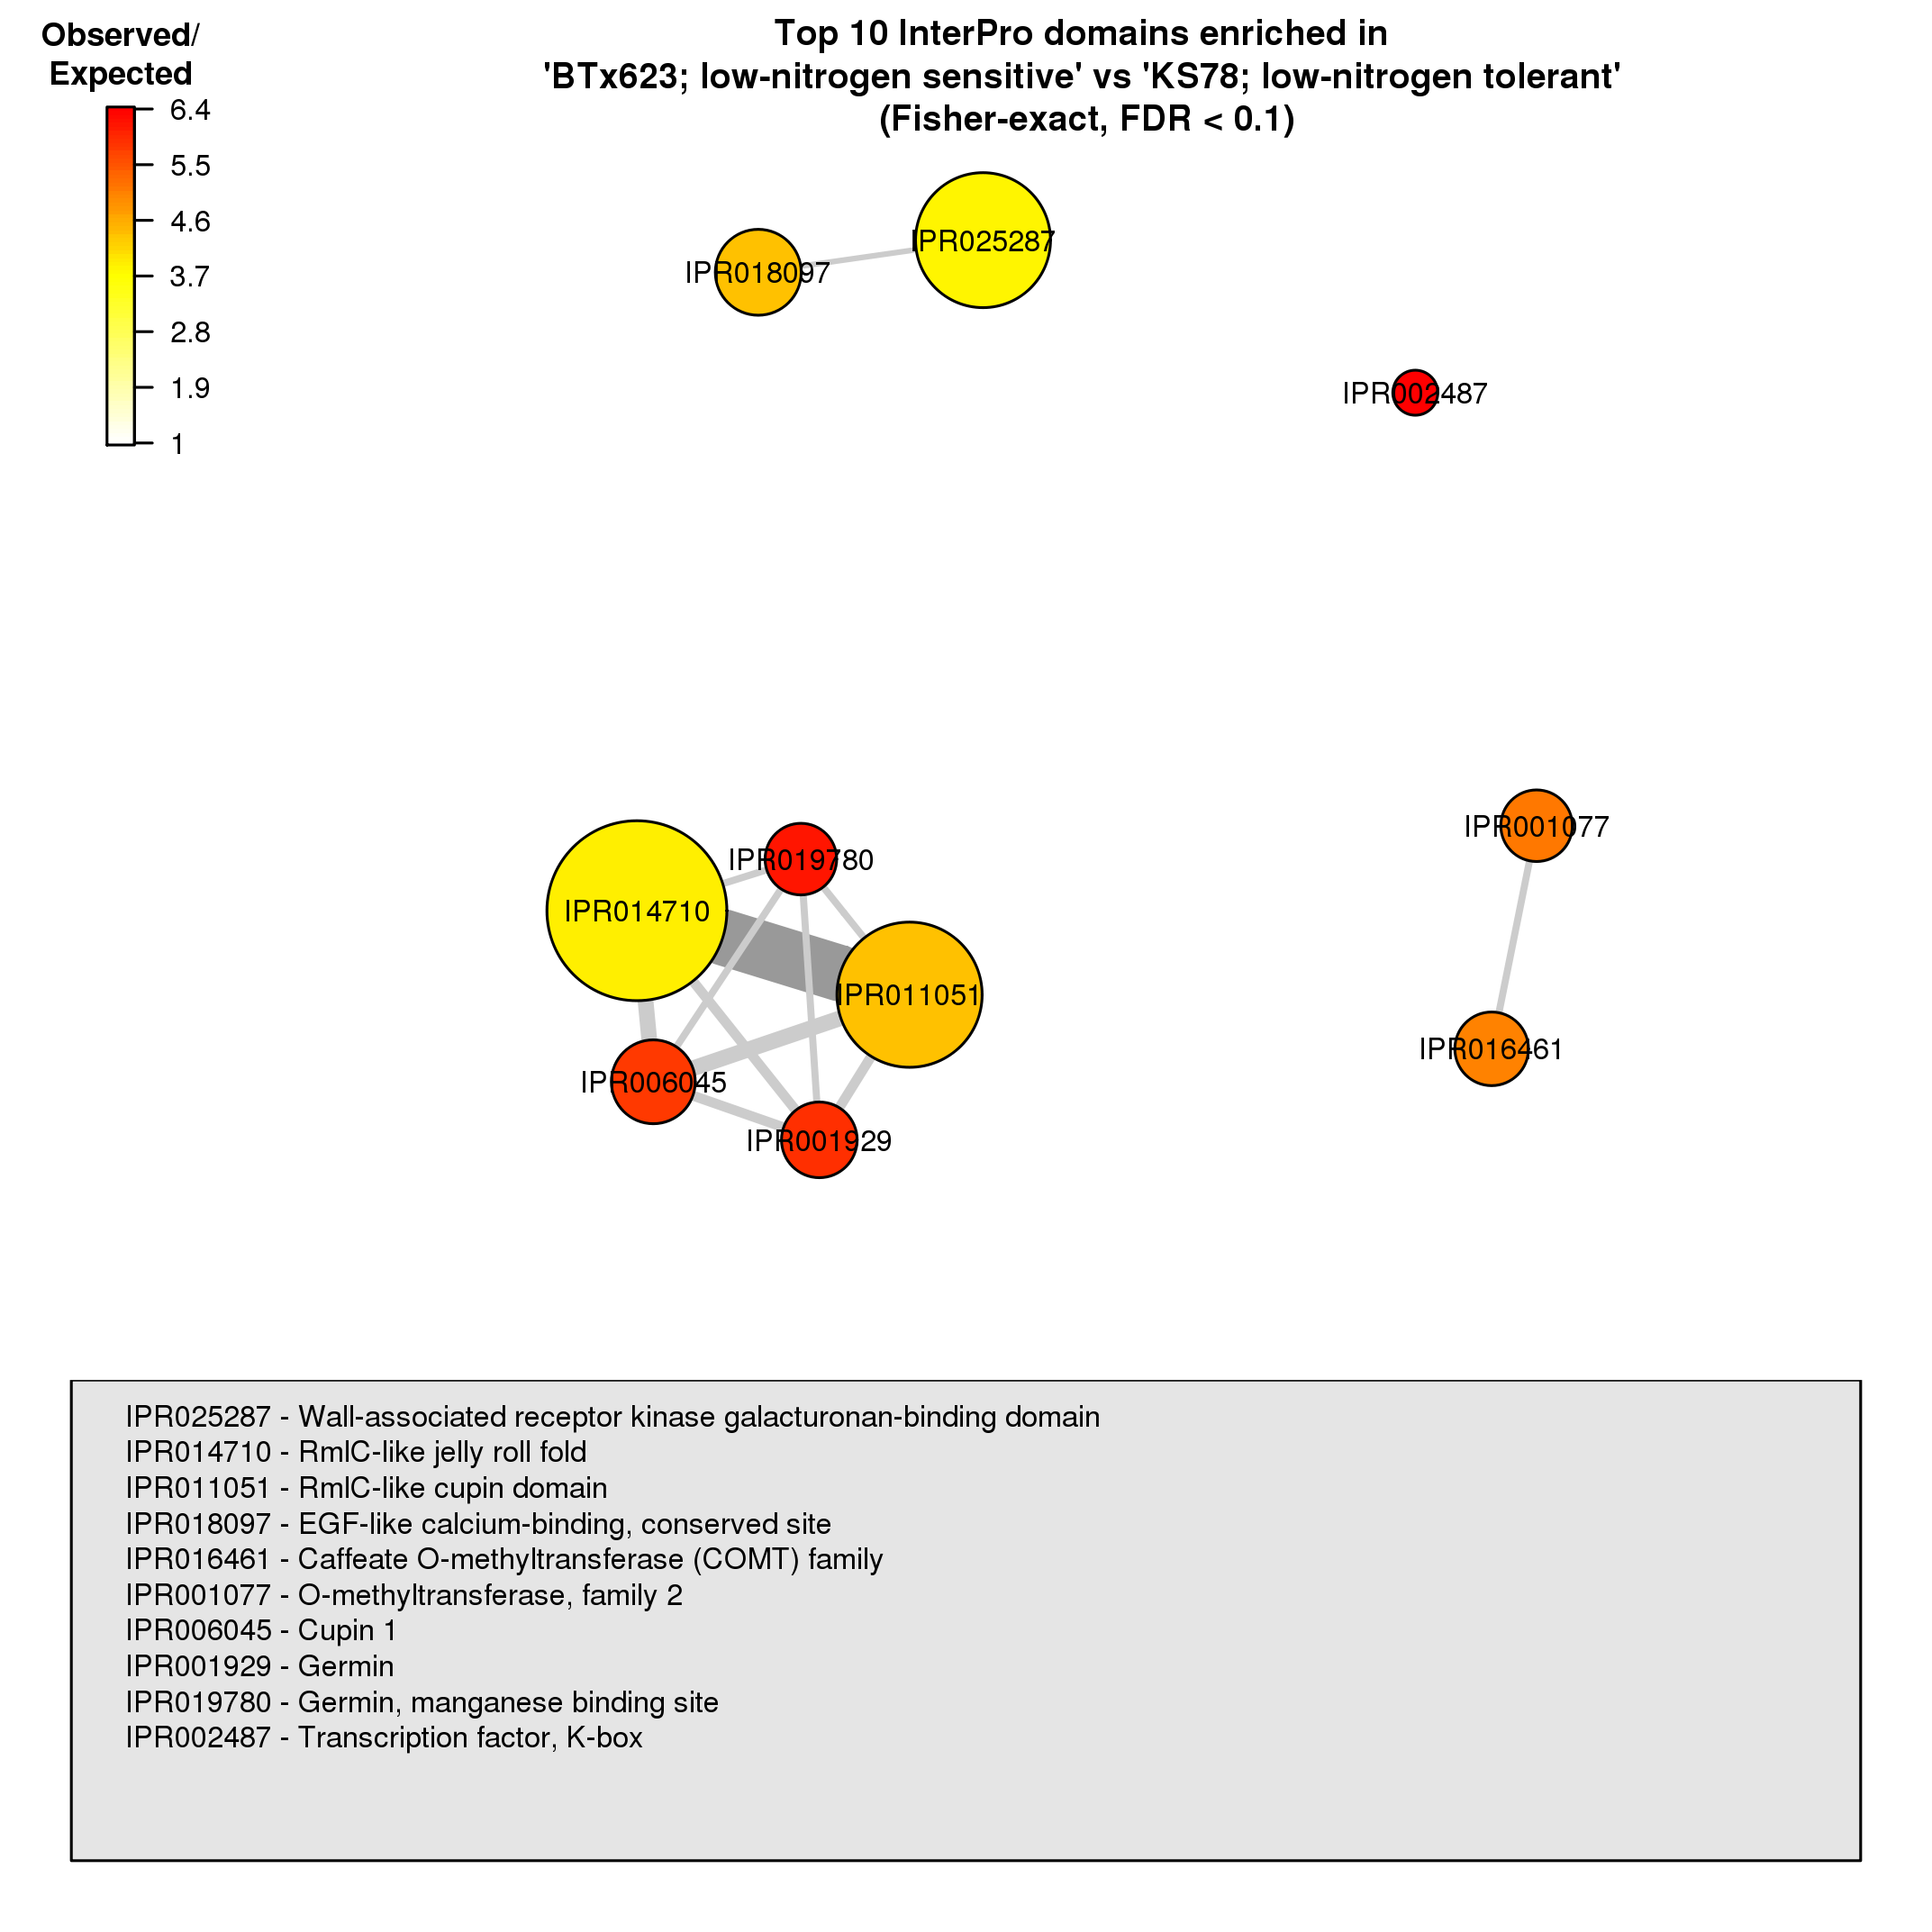 Observed/
Expected
6.4
5.5
4.6
3.7
2.8
1.9
1
Top 10 InterPro domains enriched in
'BTx623; low-nitrogen sensitive' vs 'KS78; low-nitrogen tolerant'
(Fisher-exact, FDR < 0.1)
IPR025287
IPR018097
IPR002487
IPR001077
IPR019780
IPR014710
IPR011051
IPR016461
IPR006045
IPR001929
IPR025287 - Wall-associated receptor kinase galacturonan-binding domain
IPR014710 - RmlC-like jelly roll fold
IPR011051 - RmlC-like cupin domain
IPR018097 - EGF-like calcium-binding, conserved site
IPR016461 - Caffeate O-methyltransferase (COMT) family
IPR001077 - O-methyltransferase, family 2
IPR006045 - Cupin 1
IPR001929 - Germin
IPR019780 - Germin, manganese binding site
IPR002487 - Transcription factor, K-box